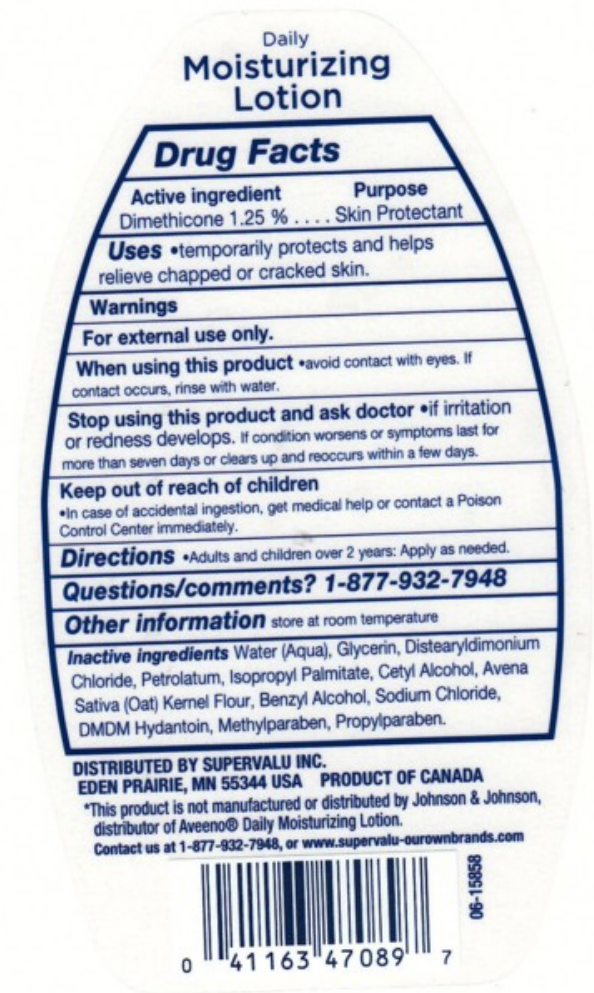 Daily
Moisturizing
Lotion
Drug Facts
Active ingredient Purpose
Dimethicone 1.25 % . . . . Skin Protectant
Uses •temporarily protects and helps
relieve chapped or cracked skin.
Warnings
For external use only.
When using this product •avoid contact with eyes. If
contact occurs, rinse with water.
Stop using this product and ask doctor •if irritation
or redness develops. If condition worsens or symptoms last for
more than seven days or clears up and reoccurs within a few days.
Keep out of reach of children
•In case of accidental ingestion, get medical help or contact a Poison
Control Center immediately.
Directions •Adults and children over 2 years: Apply as needed.
Questions/comments? 1-877-932-7948
Other information store at room temperature
Inactive ingredients Water (Aqua), Glycerin, Distearyldimonium
Chloride, Petrolatum, Isopropyl Palmitate, Cetyl Alcohol, Avena
Sativa (Oat) Kernel Flour, Benzyl Alcohol, Sodium Chloride,
DMDM Hydantoin, Methylparaben, Propylparaben.
DISTRIBUTED BY SUPERVALU INC.
EDEN PRAIRIE, MN 55344 USA PRODUCT OF CANADA
*This product is not manufactured or distributed by Johnson & Johnson,
distributor of Aveeno® Daily Moisturizing Lotion.
Contact us at 1-877-932-7948, or www.supervalu-ourownbrands.com
06-15858
0 41163 47089 7